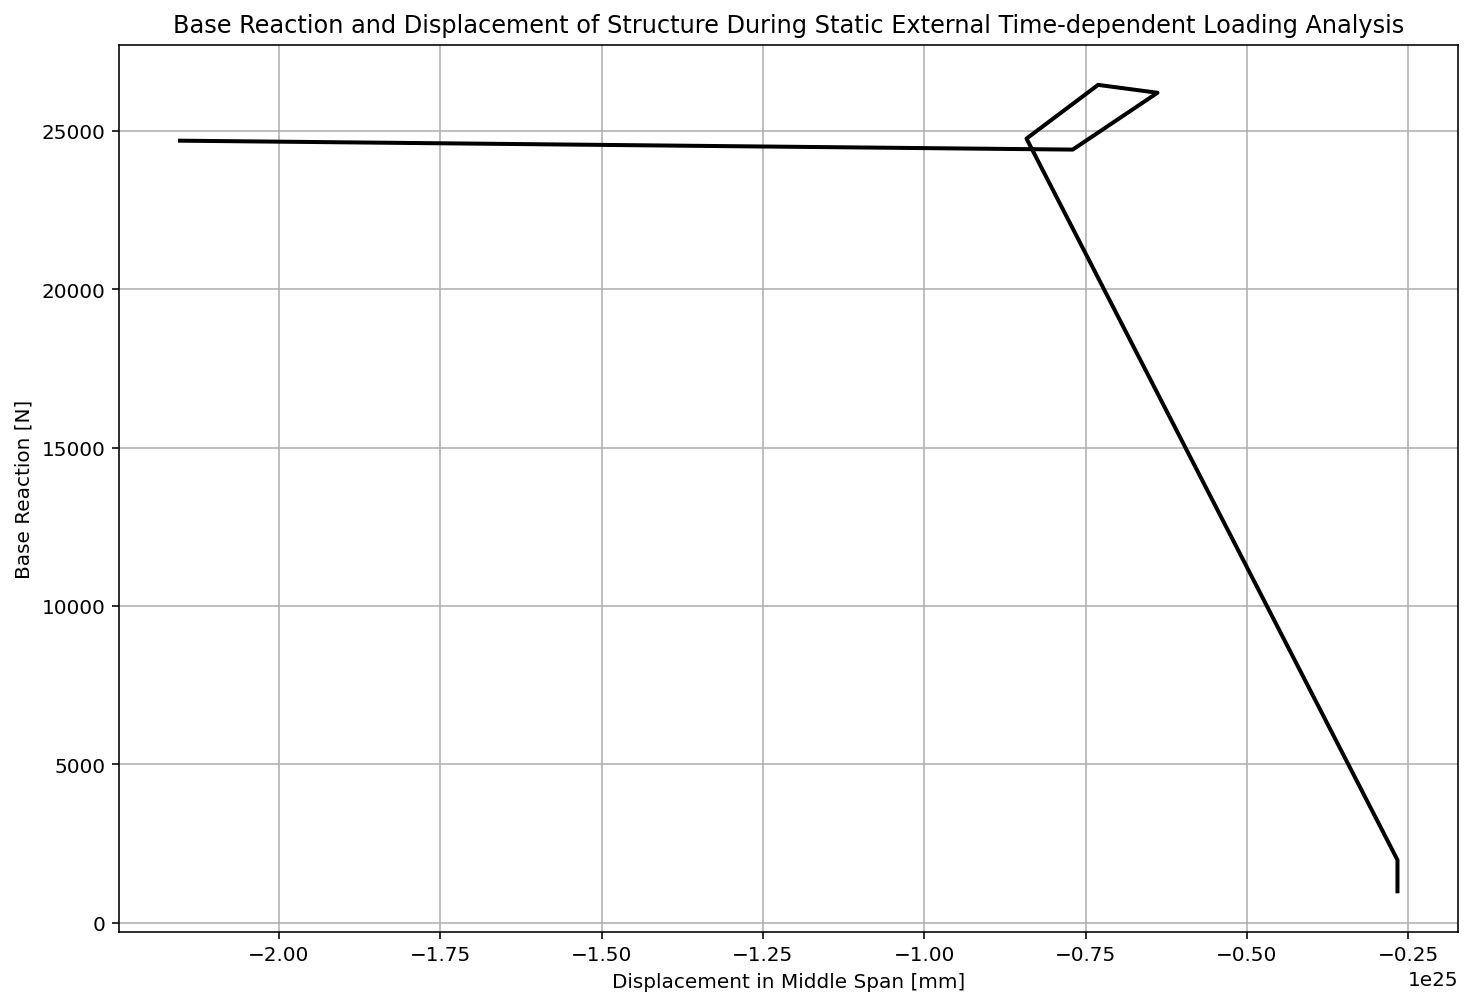 Base Reaction and Displacement of Structure During Static External Time-dependent Loading Analysis
25000
20000
15000
10000
5000
0
Base Reaction [N]
−2.00 −1.75 −1.50 −1.25 −1.00 −0.75 −0.50 −0.25
1e25
Displacement in Middle Span [mm]